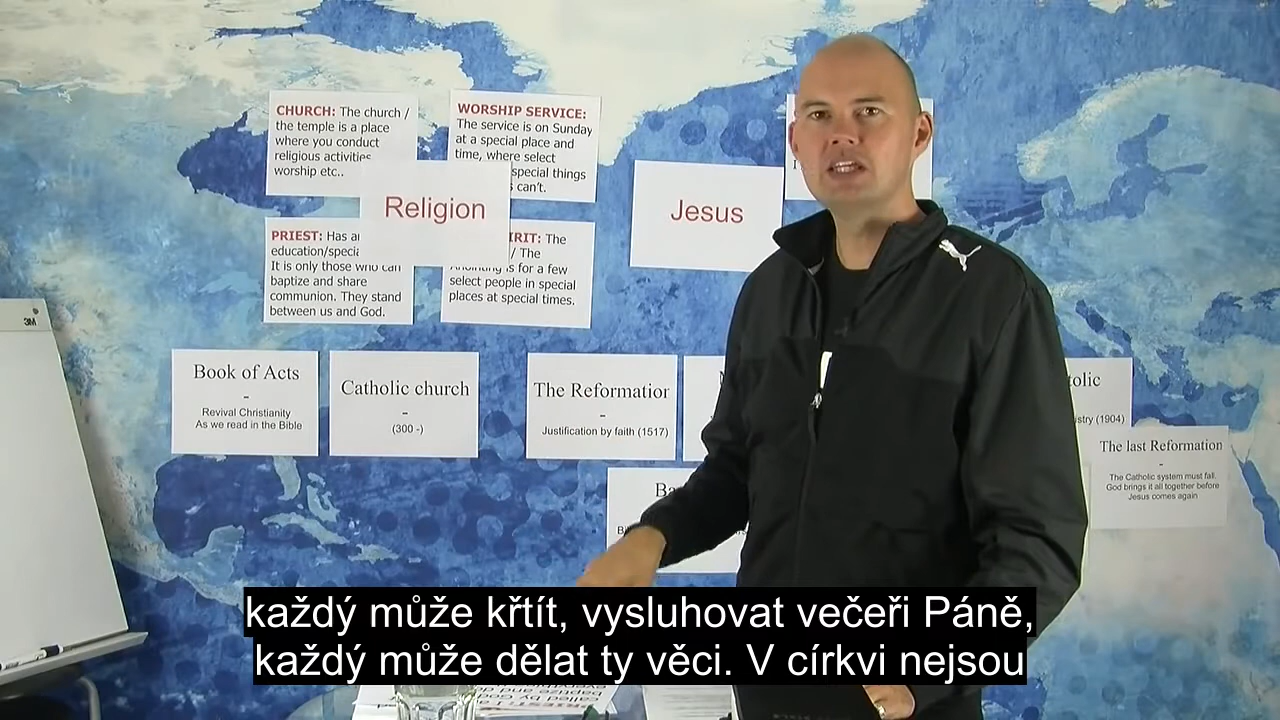 CHURCH: The church /
the temple is a place
where you conduct
religious activities
worship etc..
WORSHIP SERVICE:
The service is on Sunday
at a special place and
time, where select
special things
can't.
Religion
Jesus
PRIEST: Has
It is only those who can
baptize and share
communion. They stand
between us and God.
The
/ The
Anointing is for a few
select people in special
places at special times.
Book of Acts
-
Revival Christianity
As we read in the Bible
Catholic church
-
(300 -)
The Reformation
-
Justification by faith (1517)
(1904)
The last Reformation
-
The Catholic system must fall.
God brings it all together before
Jesus comes again
3M
každý může křtít, vysluhovat večeři Páně,
každý může dělat ty věci. V církvi nejsou